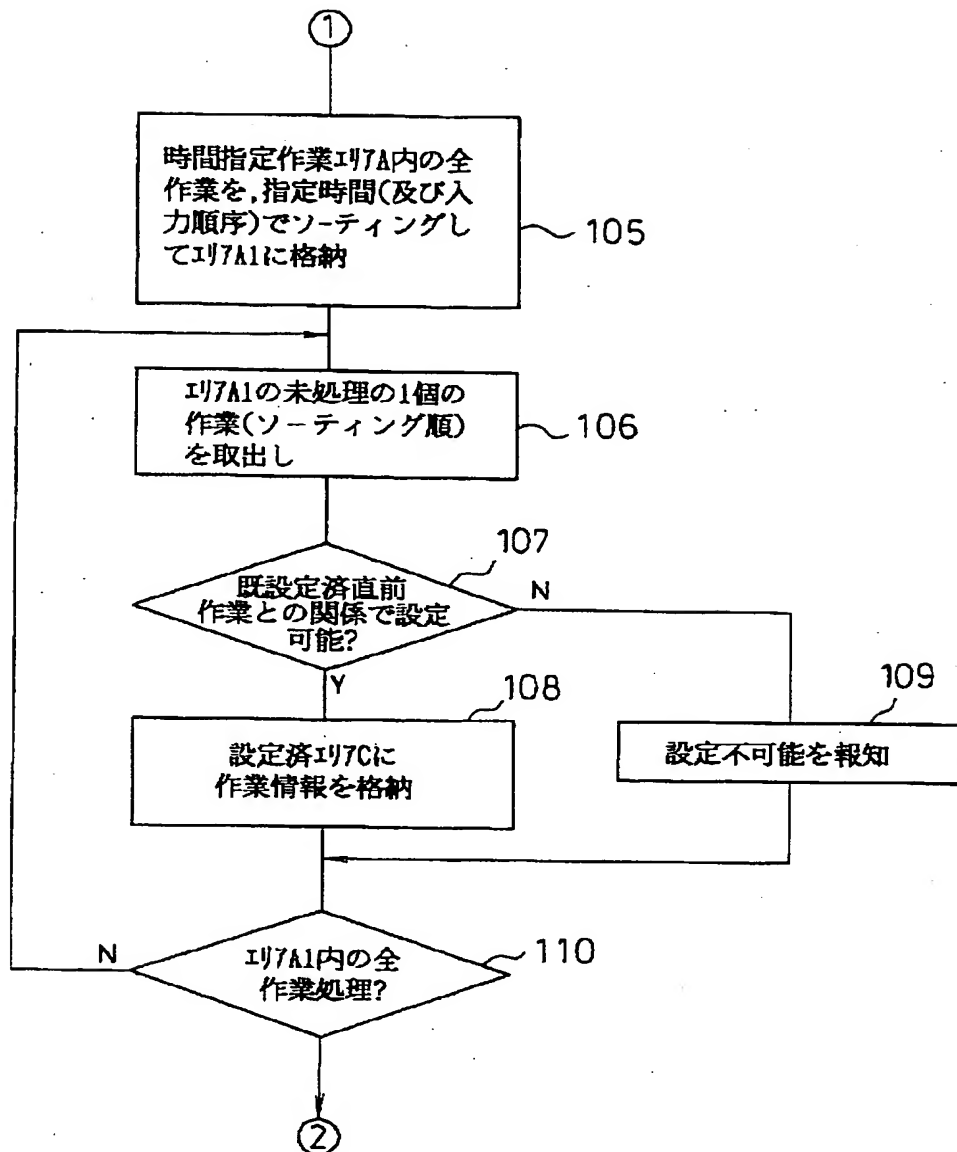 ①
時間指定作業エリアA内の全
作業を,指定時間(及び入
力順序)でソーティングし
てエリアA1に格納
105
エリアA1の未処理の1個の
作業(ソーティング順)
を取出し
106
107
既設定済直前
作業との関係で設定
可能?
N
Y
108
設定済エリアCに
作業情報を格納
109
設定不可能を報知
N
エリアA1内の全
作業処理?
110
②